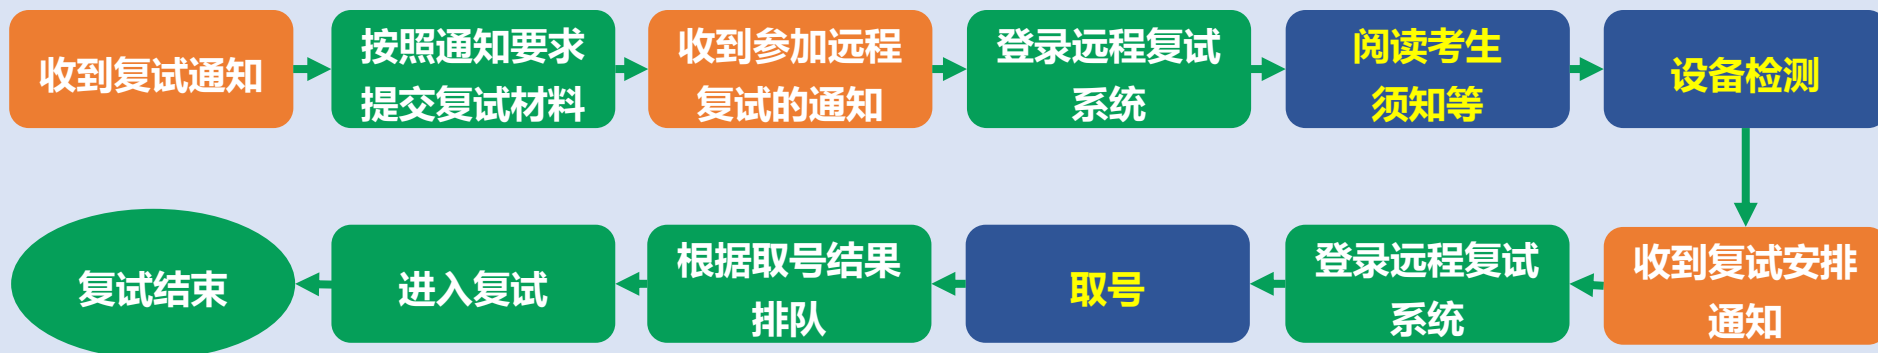 收到复试通知
按照通知要求
提交复试材料
收到参加远程
复试的通知
登录远程复试
系统
阅读考生
须知等
设备检测
收到复试安排
通知
登录远程复试
系统
取号
根据取号结果
排队
进入复试
复试结束